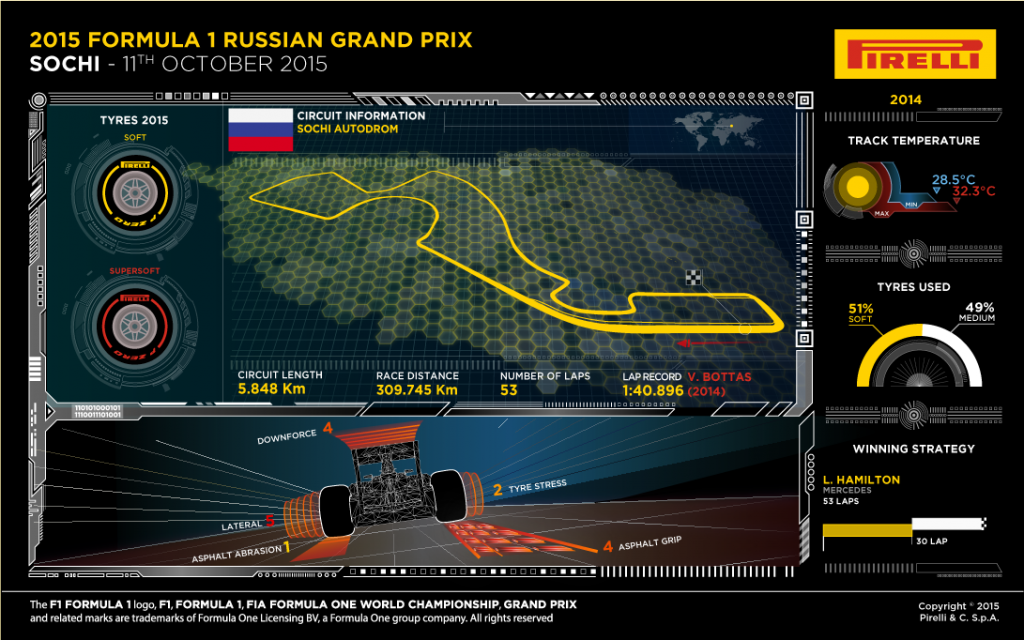 2015 FORMULA 1 RUSSIAN GRAND PRIX
SOCHI - 11TH OCTOBER 2015
PIRELLI
TYRES 2015
SOFT
PIRELLI
P ZERO
SUPERSOFT
PIRELLI
P ZERO
CIRCUIT INFORMATION
SOCHI AUTODROM
CIRCUIT LENGTH
5.848 Km
RACE DISTANCE
309.745 Km
NUMBER OF LAPS
53
LAP RECORD V. BOTTAS
1:40.896 (2014)
110101000101
1110011101001
DOWNFORCE 4
2 TYRE STRESS
LATERAL 5
ASPHALT ABRASION 1
4 ASPHALT GRIP
2014
TRACK TEMPERATURE
28.5°C
32.3°C
MIN
MAX
TYRES USED
51%
SOFT
49%
MEDIUM
WINNING STRATEGY
L. HAMILTON
MERCEDES
53 LAPS
30 LAP
The F1 FORMULA 1 logo, F1, FORMULA 1, FIA FORMULA ONE WORLD CHAMPIONSHIP, GRAND PRIX
and related marks are trademarks of Formula One Licensing BV, a Formula One group company. All rights reserved
Copyright © 2015
Pirelli & C. S.p.A.